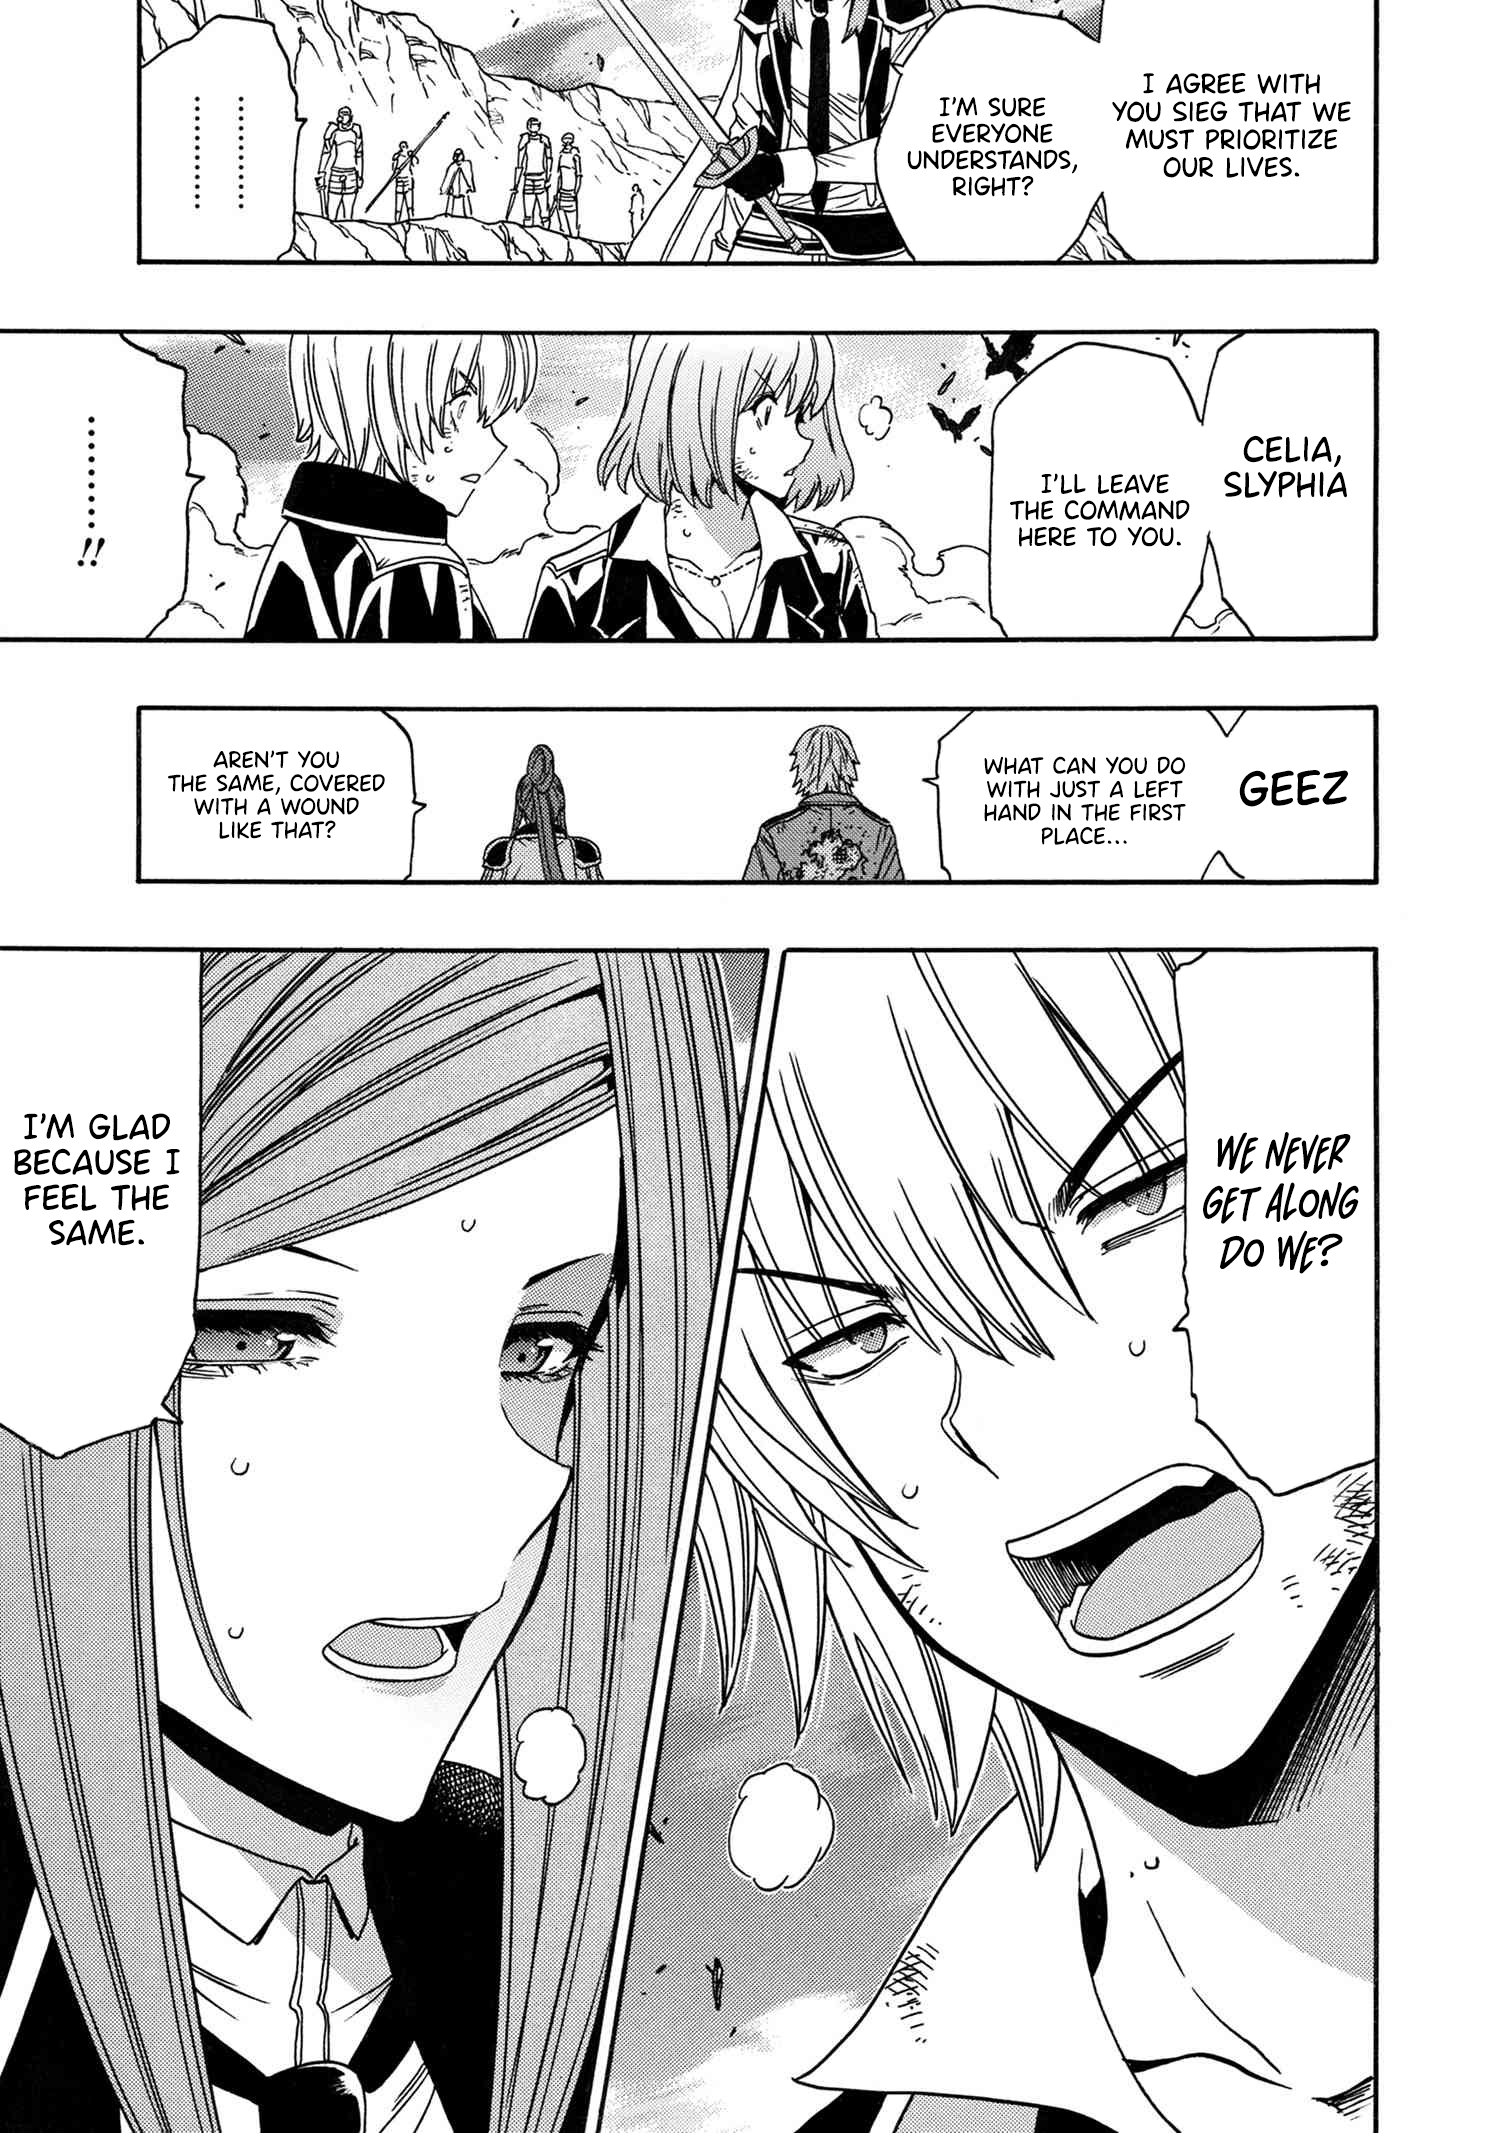 I AGREE WITH
YOU SIEG THAT WE
MUST PRIORITIZE
OUR LIVES.
I'M SURE
EVERYONE
UNDERSTANDS,
RIGHT?
..........
..........
CELIA,
SLYPHIA
I'LL LEAVE
THE COMMAND
HERE TO YOU.
..........!!
GEEZ
WHAT CAN YOU DO
WITH JUST A LEFT
HAND IN THE FIRST
PLACE...
AREN'T YOU
THE SAME, COVERED
WITH A WOUND
LIKE THAT?
WE NEVER
GET ALONG
DO WE?
I'M GLAD
BECAUSE I
FEEL THE
SAME.